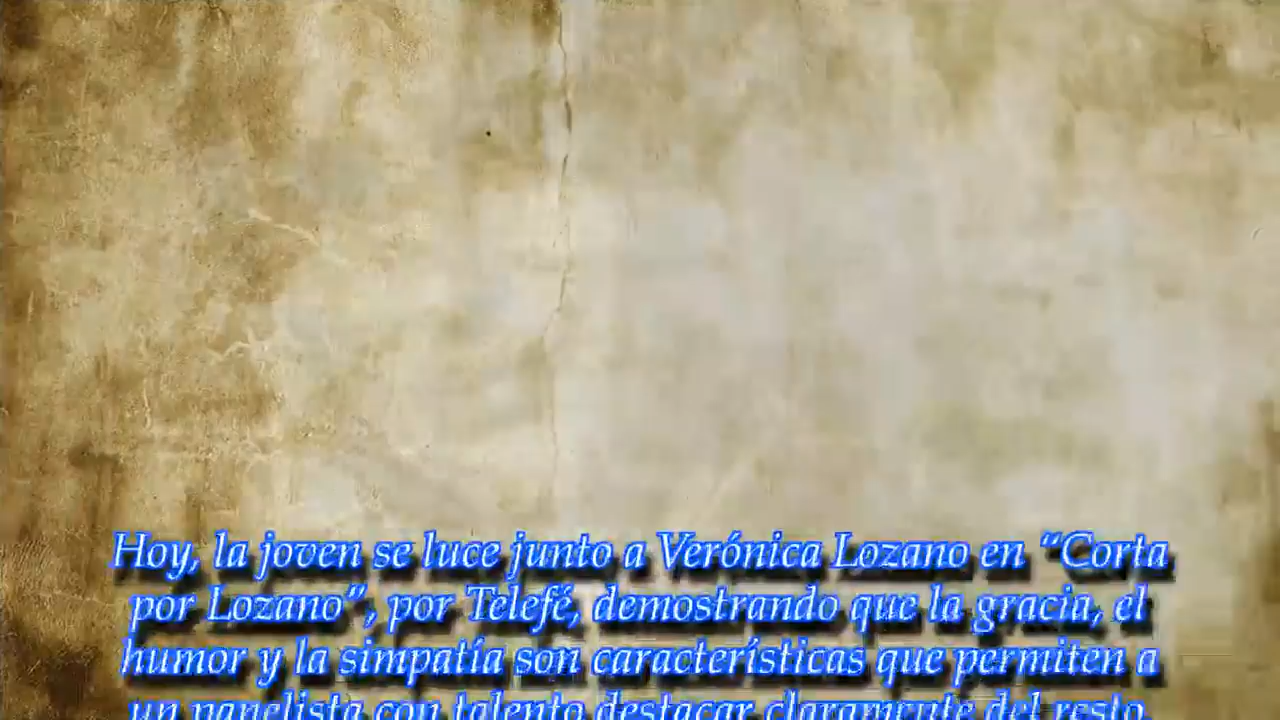 Hoy, la joven se luce junto a Verónica Lozano en “Corta
por Lozano”, por Telefé, demostrando que la gracia, el
humor y la simpatía son características que permiten a
un panelista con talento destacar claramente del resto